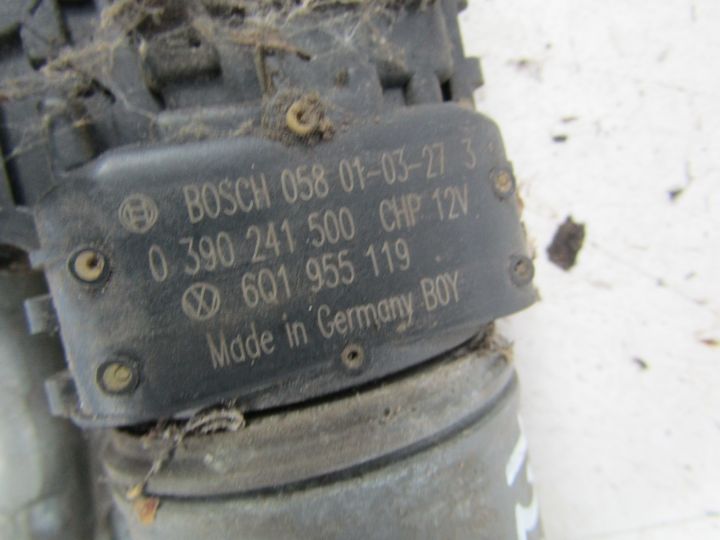 BOSCH 058 01-03-27 3
0 390 241 500 CHP 12V
6Q1 955 119
Made in Germany BOY